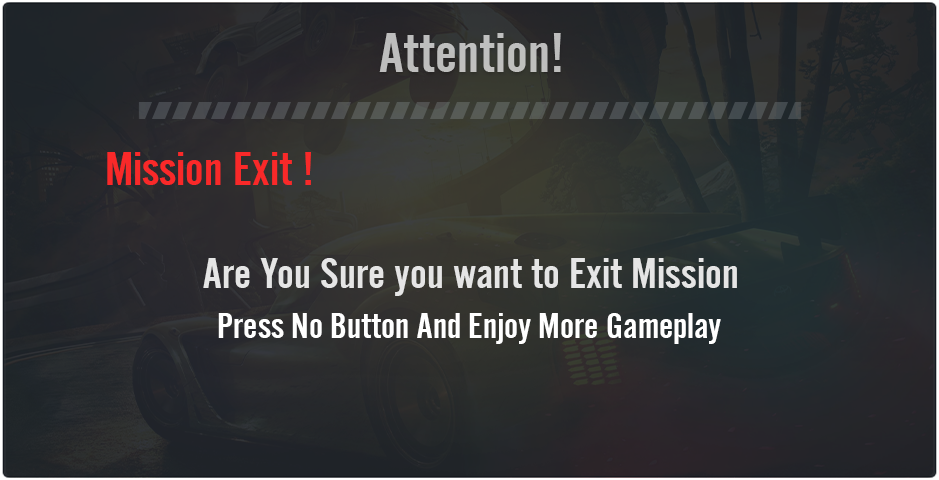 Attention!
Mission Exit !
Are You Sure you want to Exit Mission
Press No Button And Enjoy More Gameplay